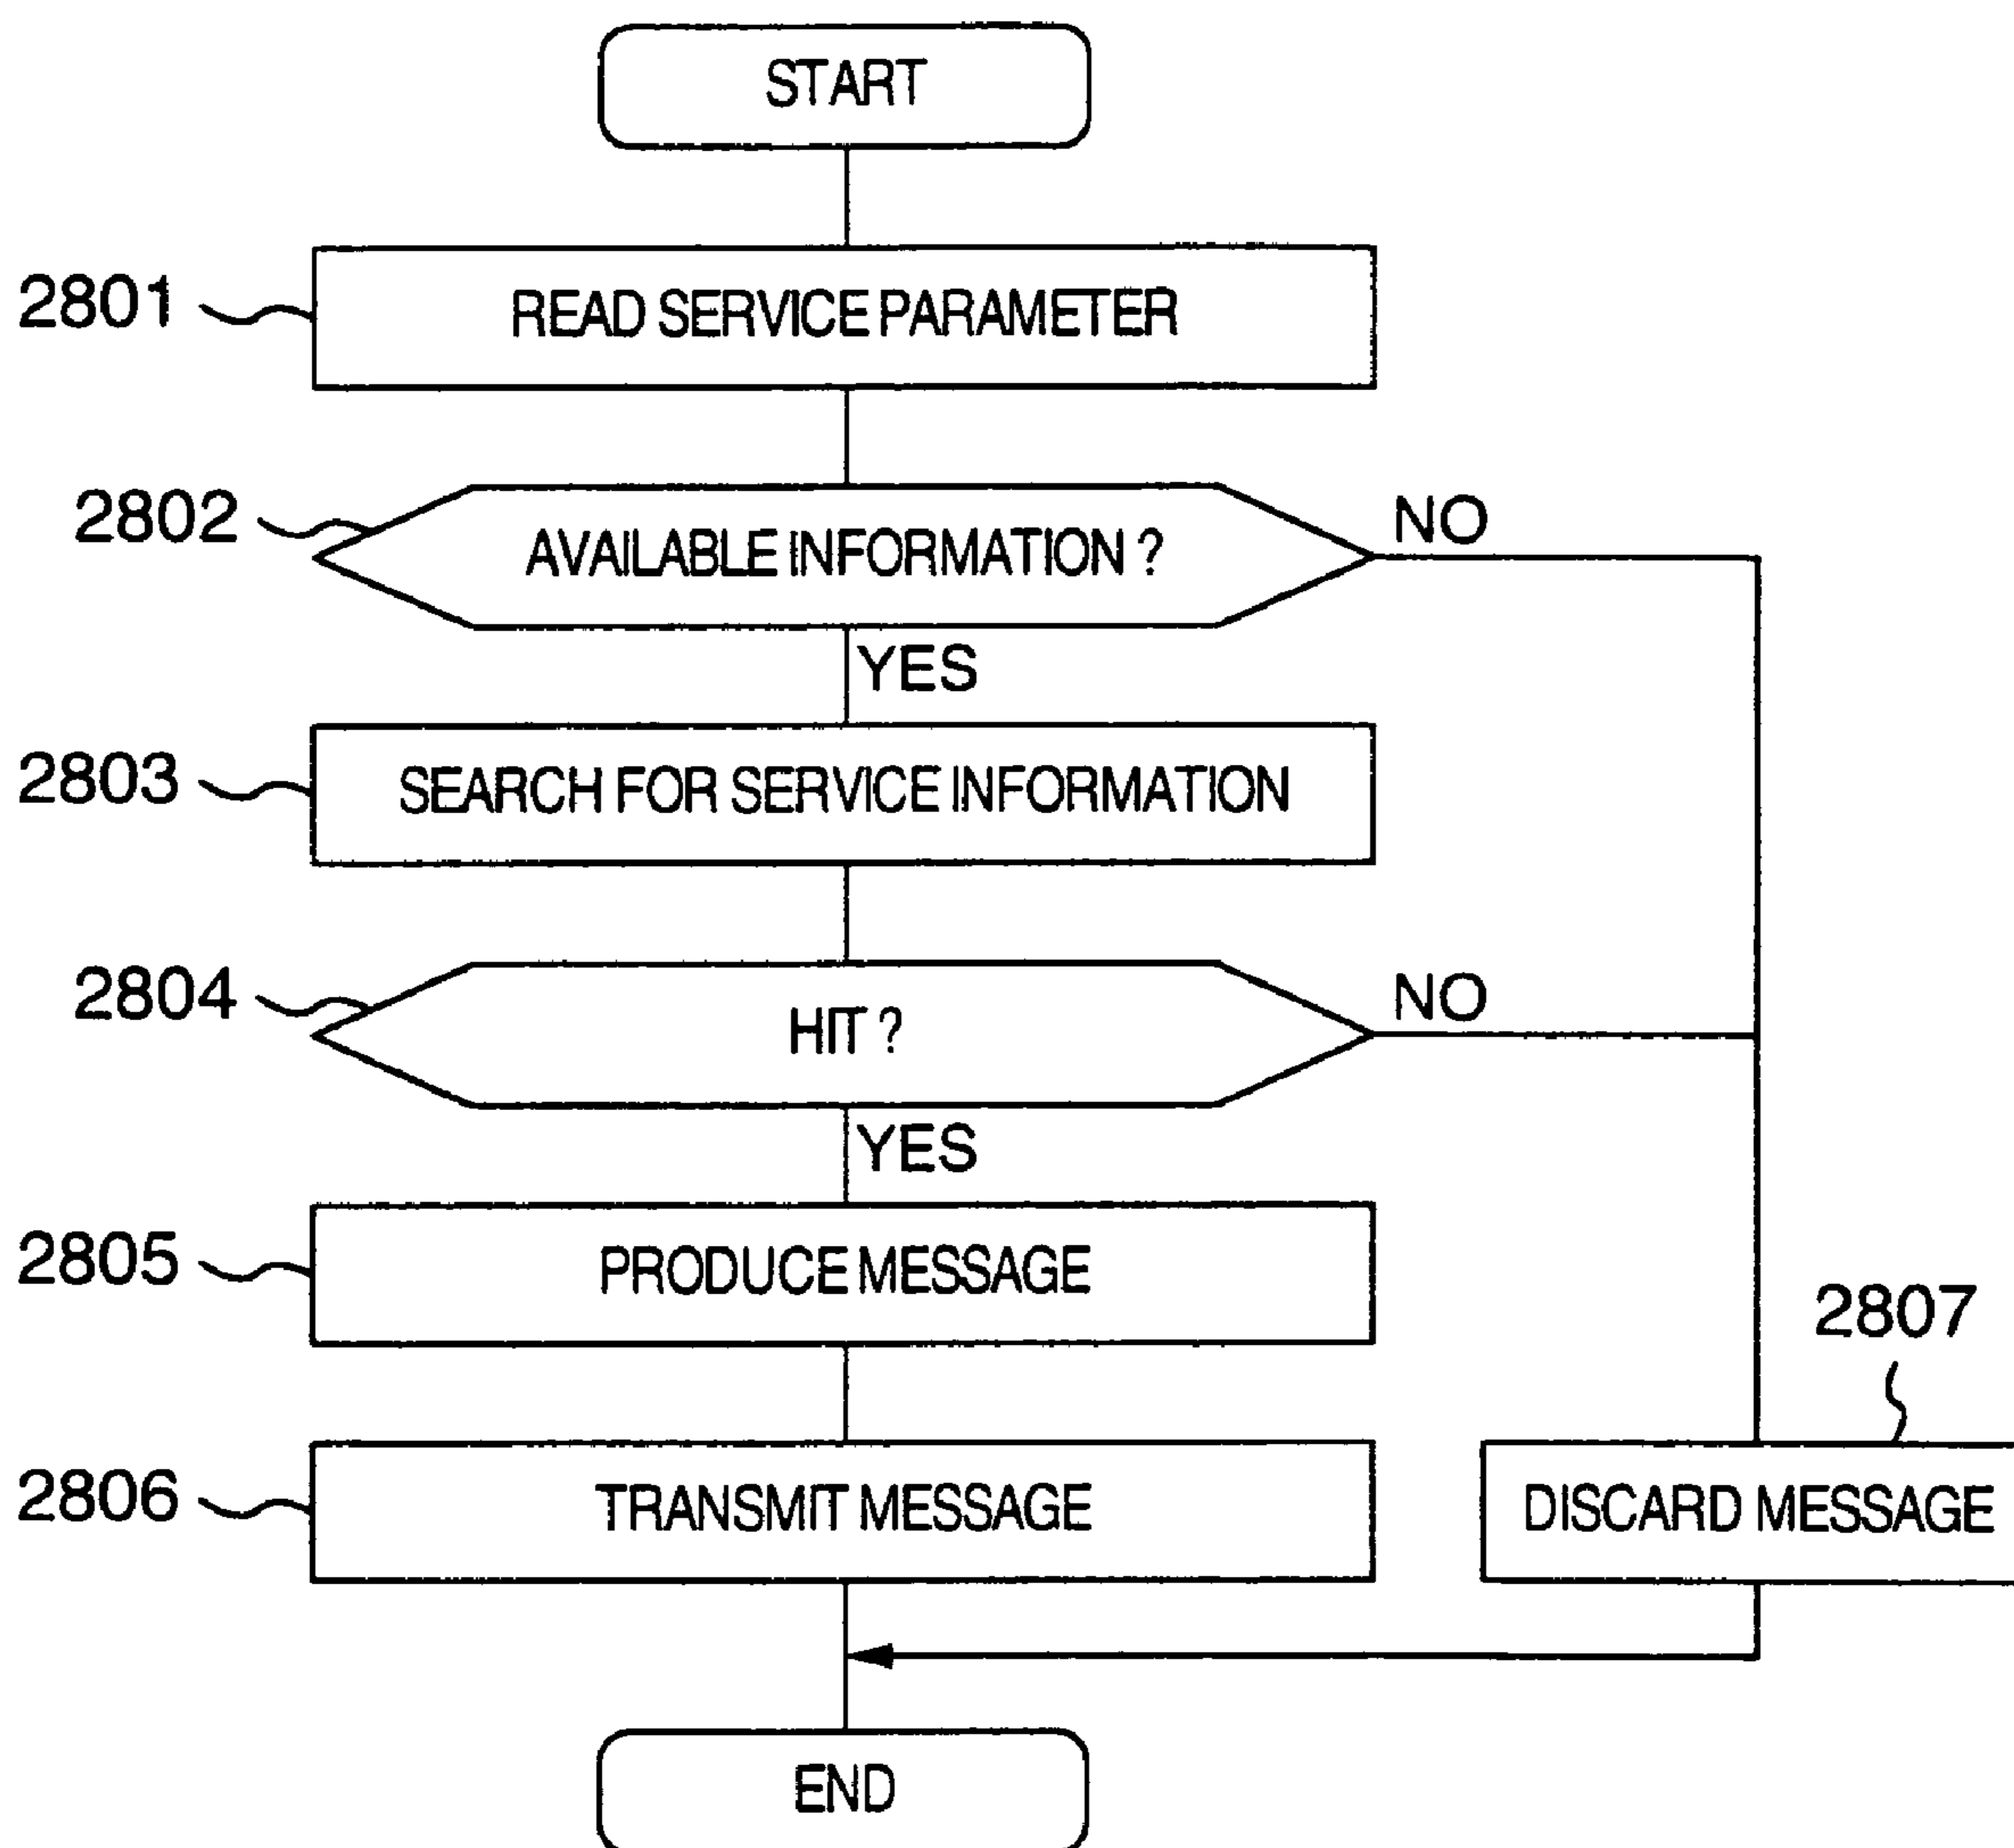 START
2801
READ SERVICE PARAMETER
2802
AVAILABLE INFORMATION ?
NO
YES
2803
SEARCH FOR SERVICE INFORMATION
2804
HIT ?
NO
YES
2805
PRODUCE MESSAGE
2807
2806
TRANSMIT MESSAGE
DISCARD MESSAGE
END